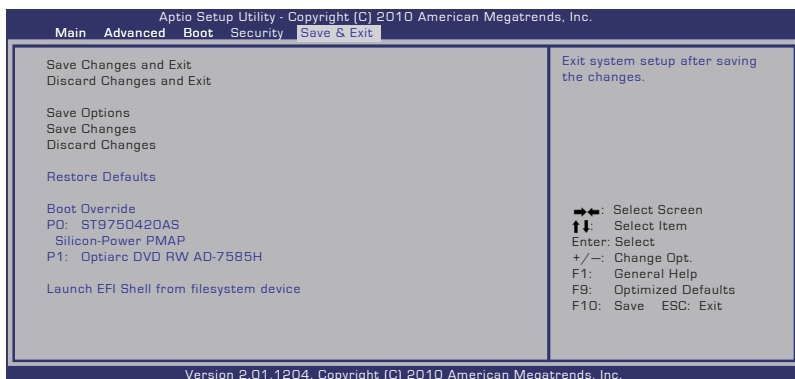 Aptio Setup Utility - Copyright (C) 2010 American Megatrends, Inc.
Main Advanced Boot Security Save & Exit
Save Changes and Exit
Discard Changes and Exit
Save Options
Save Changes
Discard Changes
Restore Defaults
Boot Override
P0: ST9750420AS
Silicon-Power PMAP
P1: Optiarc DVD RW AD-7585H
Launch EFI Shell from filesystem device
Exit system setup after saving
the changes.
→←: Select Screen
↑↓: Select Item
Enter: Select
+/—: Change Opt.
F1: General Help
F9: Optimized Defaults
F10: Save ESC: Exit
Version 2.01.1204. Copyright (C) 2010 American Megatrends, Inc.